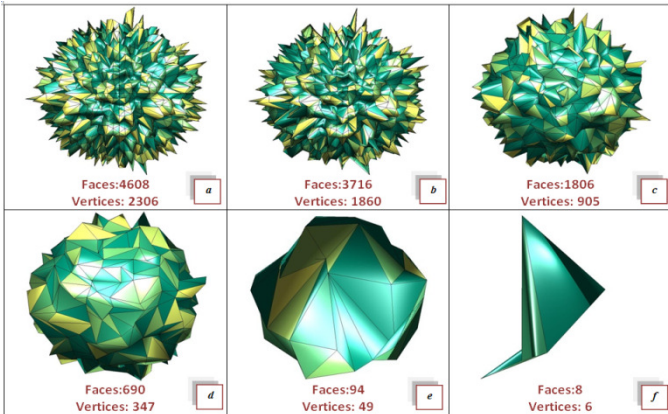 Faces:4608
Vertices: 2306
a
Faces:3716
Vertices: 1860
b
Faces:1806
Vertices: 905
c
Faces:690
Vertices: 347
d
Faces:94
Vertices: 49
e
Faces:8
Vertices: 6
f